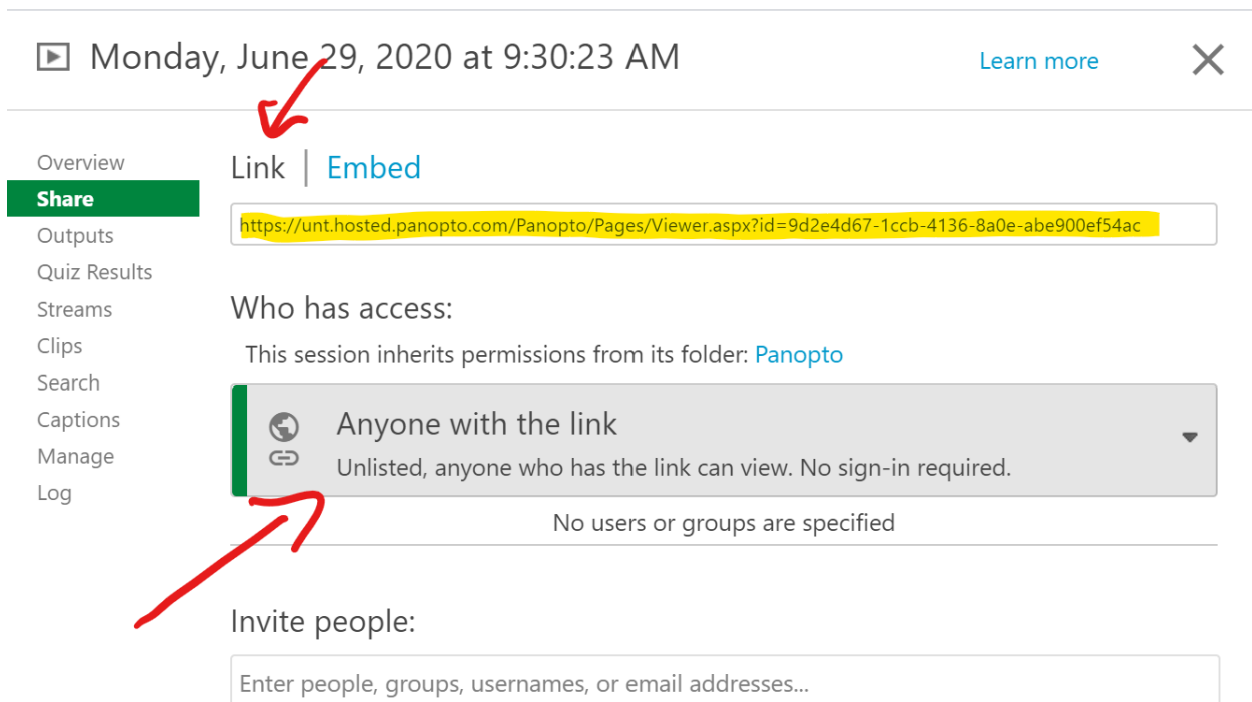 Monday, June 29, 2020 at 9:30:23 AM
Learn more
Overview
Share
Outputs
Quiz Results
Streams
Clips
Search
Captions
Manage
Log
Link | Embed
https://unt.hosted.panopto.com/Panopto/Pages/Viewer.aspx?id=9d2e4d67-1ccb-4136-8a0e-abe900ef54ac
Who has access:
This session inherits permissions from its folder: Panopto
Anyone with the link
Unlisted, anyone who has the link can view. No sign-in required.
No users or groups are specified
Invite people:
Enter people, groups, usernames, or email addresses...